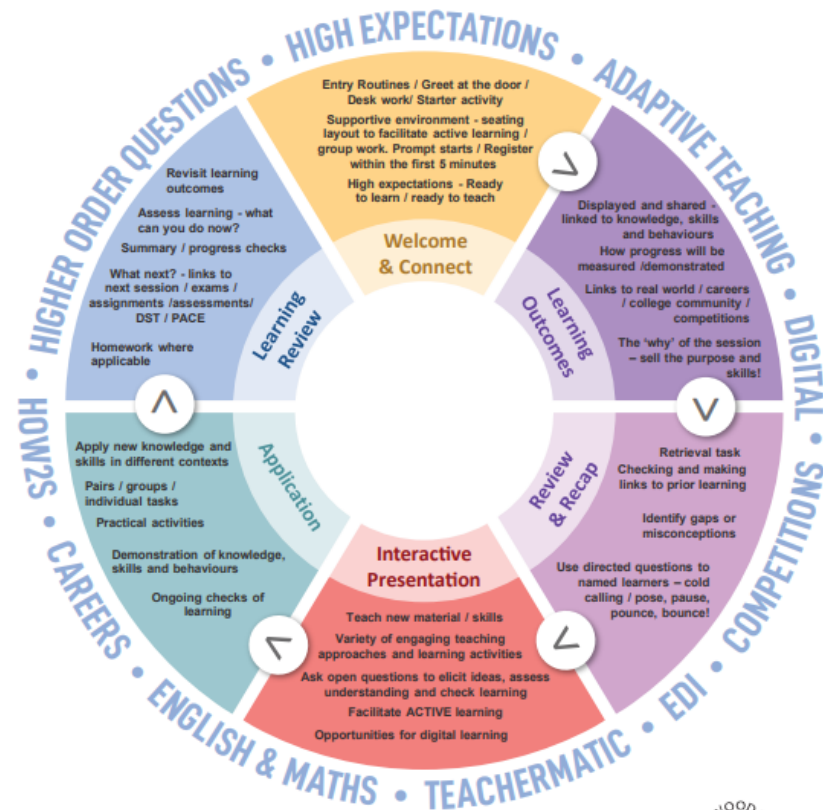 HIGH EXPECTATIONS • ADAPTIVE TEACHING • DIGITAL • COMPETITIONS • EDI • TEACHERMATIC • ENGLISH & MATHS • CAREERS • HOW2S • HIGHER ORDER QUESTIONS •
Entry Routines / Greet at the door /
Desk work/ Starter activity
Supportive environment - seating
layout to facilitate active learning /
group work. Prompt starts / Register
within the first 5 minutes
High expectations - Ready
to learn / ready to teach
Welcome
& Connect
>
Displayed and shared -
linked to knowledge, skills
and behaviours
How progress will be
measured /demonstrated
Links to real world / careers
/ college community /
competitions
The ‘why’ of the session
– sell the purpose and
skills!
Learning
Outcomes
>
Retrieval task
Checking and making
links to prior learning
Identify gaps or
misconceptions
Use directed questions to
named learners – cold
calling / pose, pause,
pounce, bounce!
Review
& Recap
>
Interactive
Presentation
Teach new material / skills
Variety of engaging teaching
approaches and learning activities
Ask open questions to elicit ideas, assess
understanding and check learning
Facilitate ACTIVE learning
Opportunities for digital learning
>
Application
Apply new knowledge and
skills in different contexts
Pairs / groups /
individual tasks
Practical activities
Demonstration of knowledge,
skills and behaviours
Ongoing checks of
learning
>
Learning
Review
Revisit learning
outcomes
Assess learning - what
can you do now?
Summary / progress checks
What next? - links to
next session / exams /
assignments /assessments/
DST / PACE
Homework where
applicable